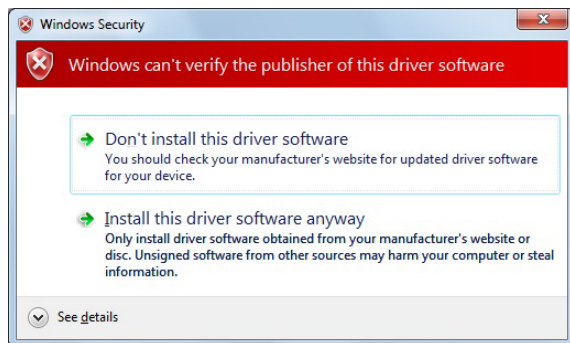 Windows Security
Windows can't verify the publisher of this driver software
Don't install this driver software
You should check your manufacturer's website for updated driver software
for your device.
Install this driver software anyway
Only install driver software obtained from your manufacturer's website or
disc. Unsigned software from other sources may harm your computer or steal
information.
See details